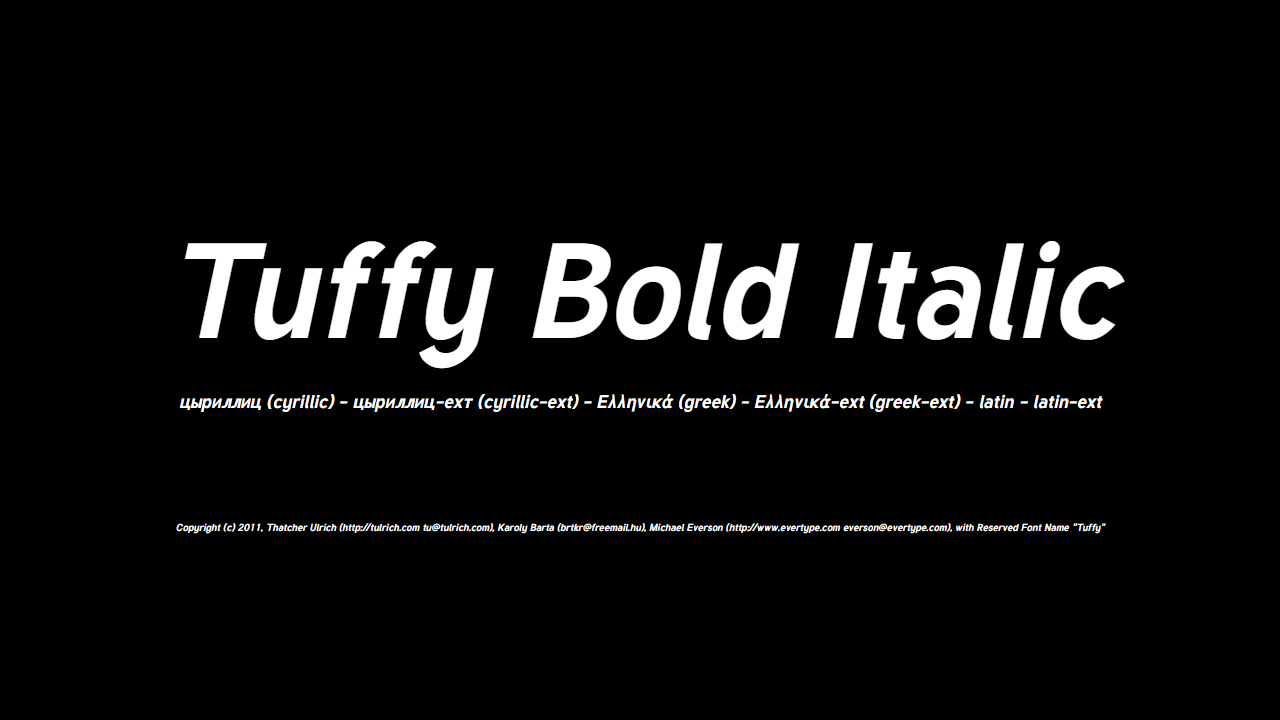 Tuffy Bold Italic
цыриллиц (cyrillic) - цыриллиц-ехт (cyrillic-ext) - Ελληνικά (greek) - Ελληνικά-ext (greek-ext) - latin - latin-ext
Copyright (c) 2011, Thatcher Ulrich (http://tulrich.com tu@tulrich.com), Karoly Barta (brtkr@freemail.hu), Michael Everson (http://www.evertype.com everson@evertype.com), with Reserved Font Name "Tuffy"